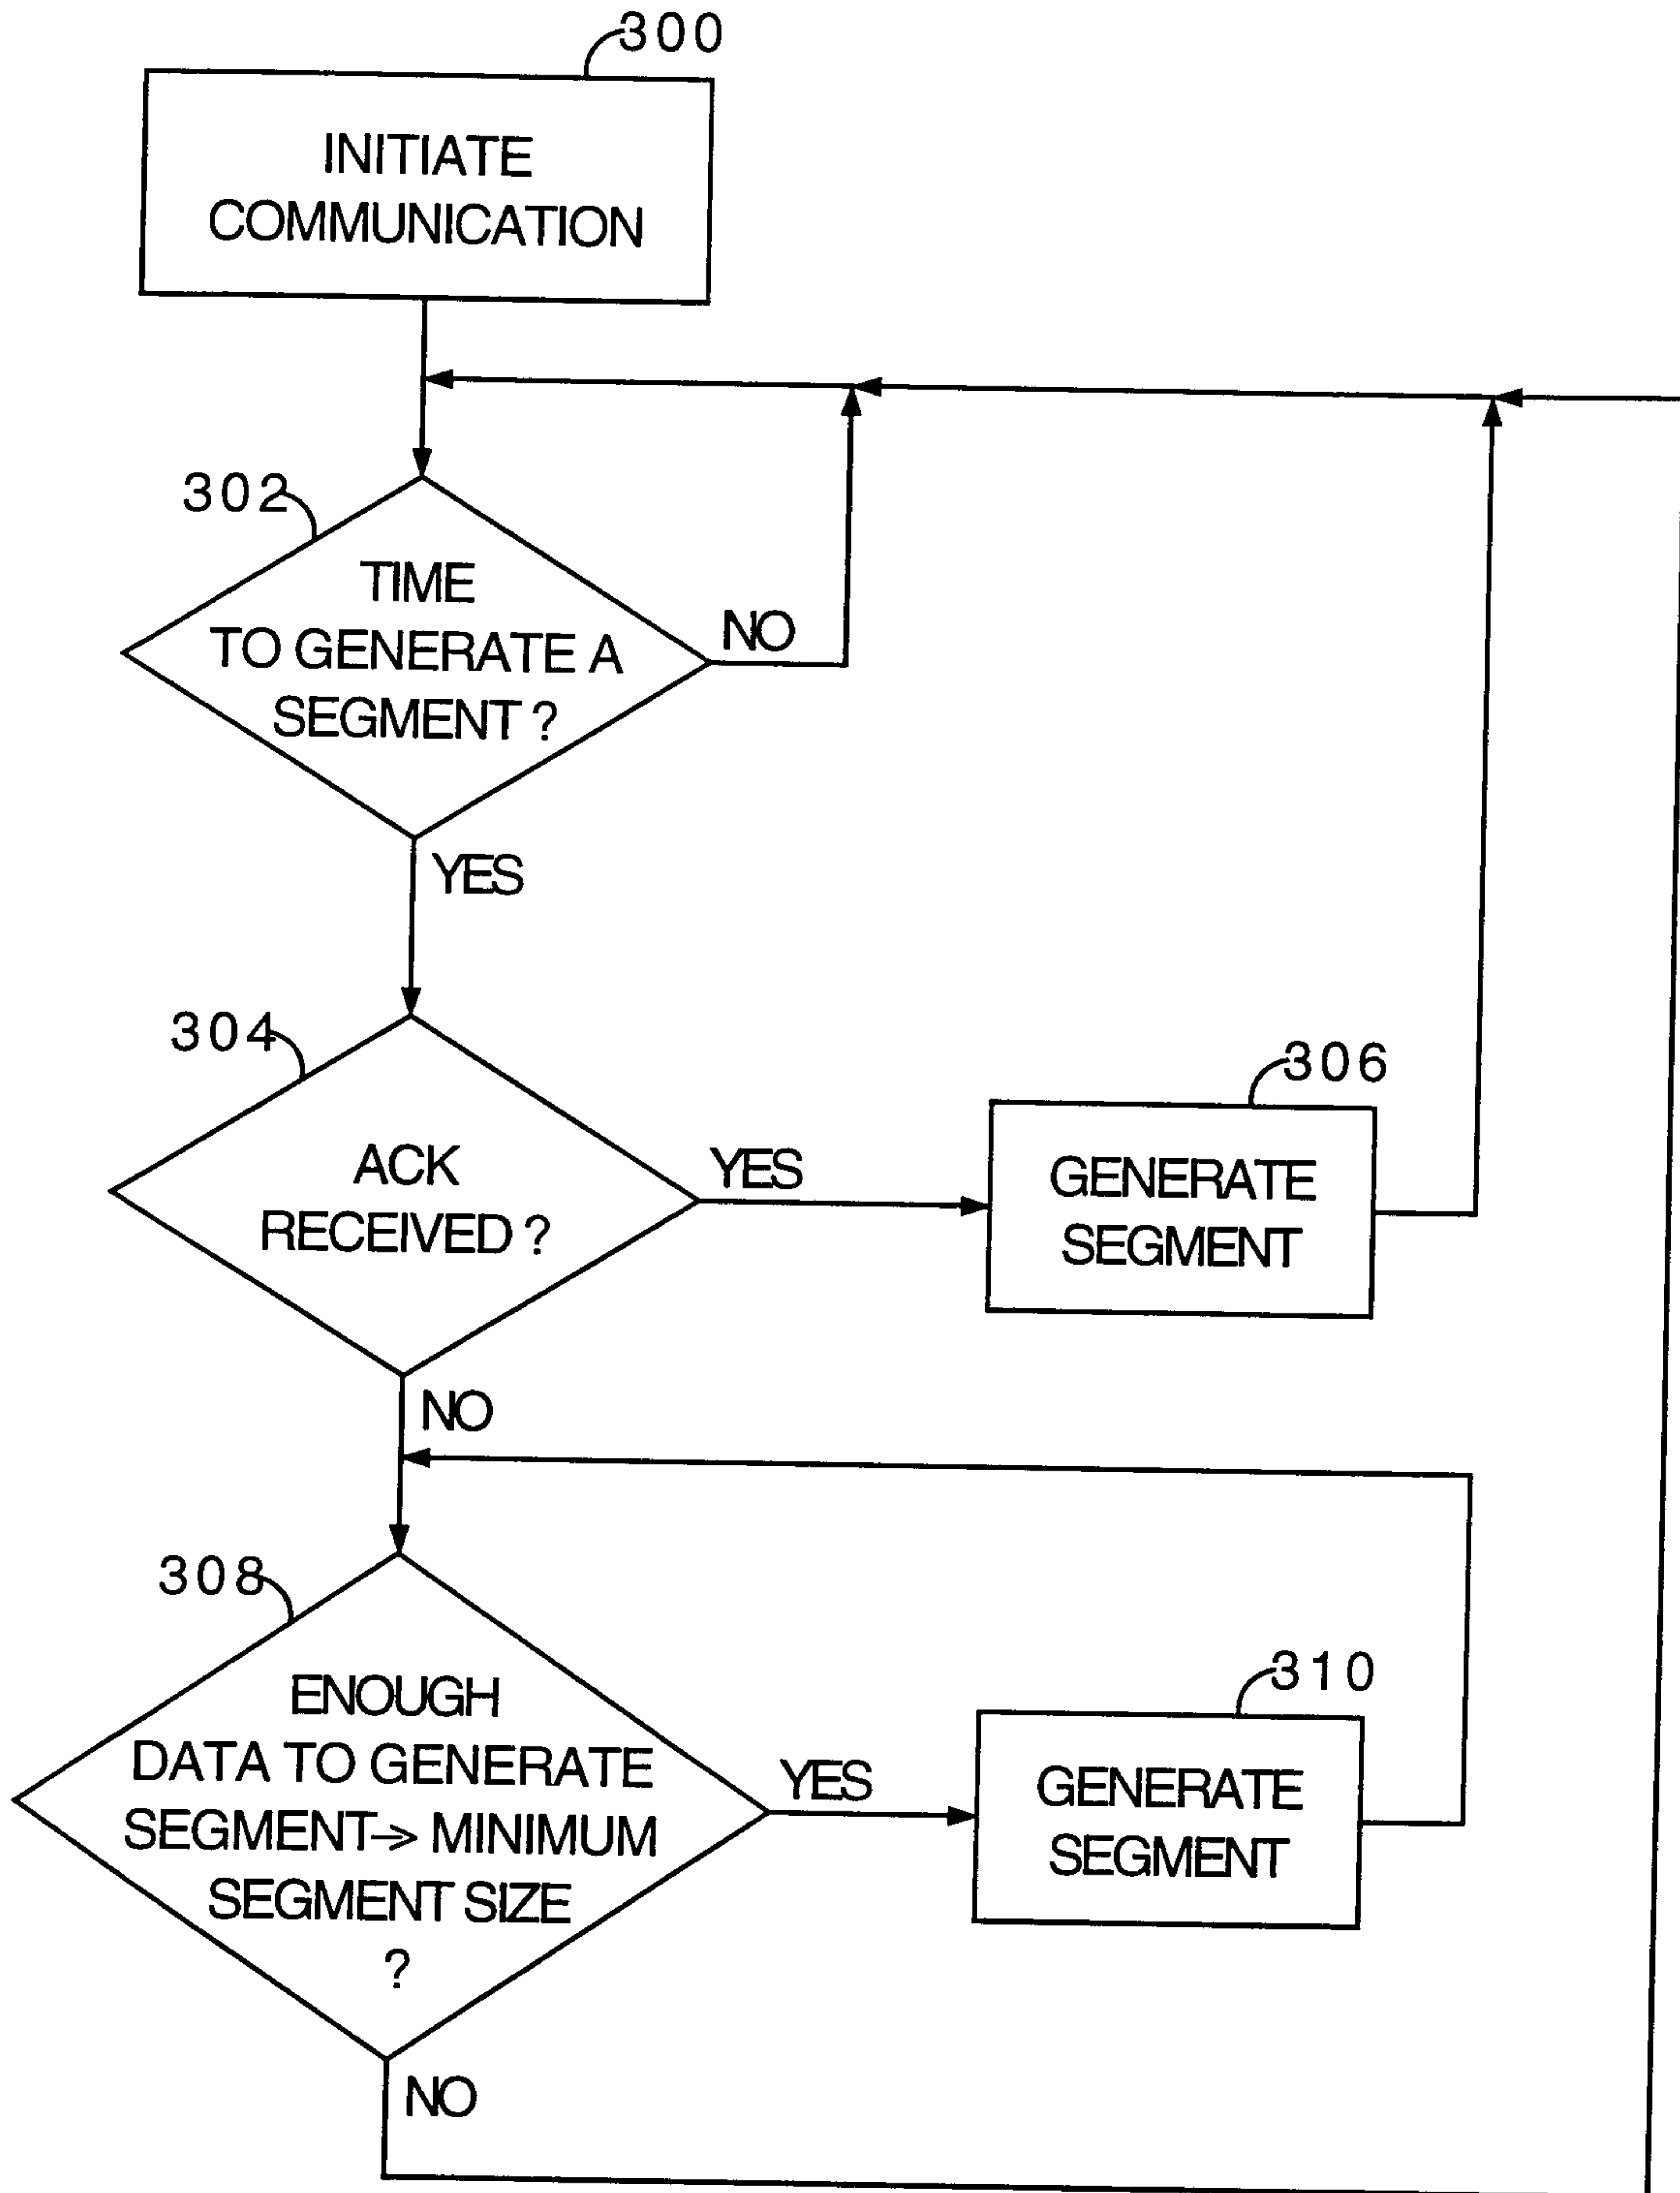 300
INITIATE
COMMUNICATION
302
TIME
TO GENERATE A
SEGMENT ?
NO
YES
304
ACK
RECEIVED ?
YES
306
GENERATE
SEGMENT
NO
308
ENOUGH
DATA TO GENERATE
SEGMENT-> MINIMUM
SEGMENT SIZE
?
YES
310
GENERATE
SEGMENT
NO